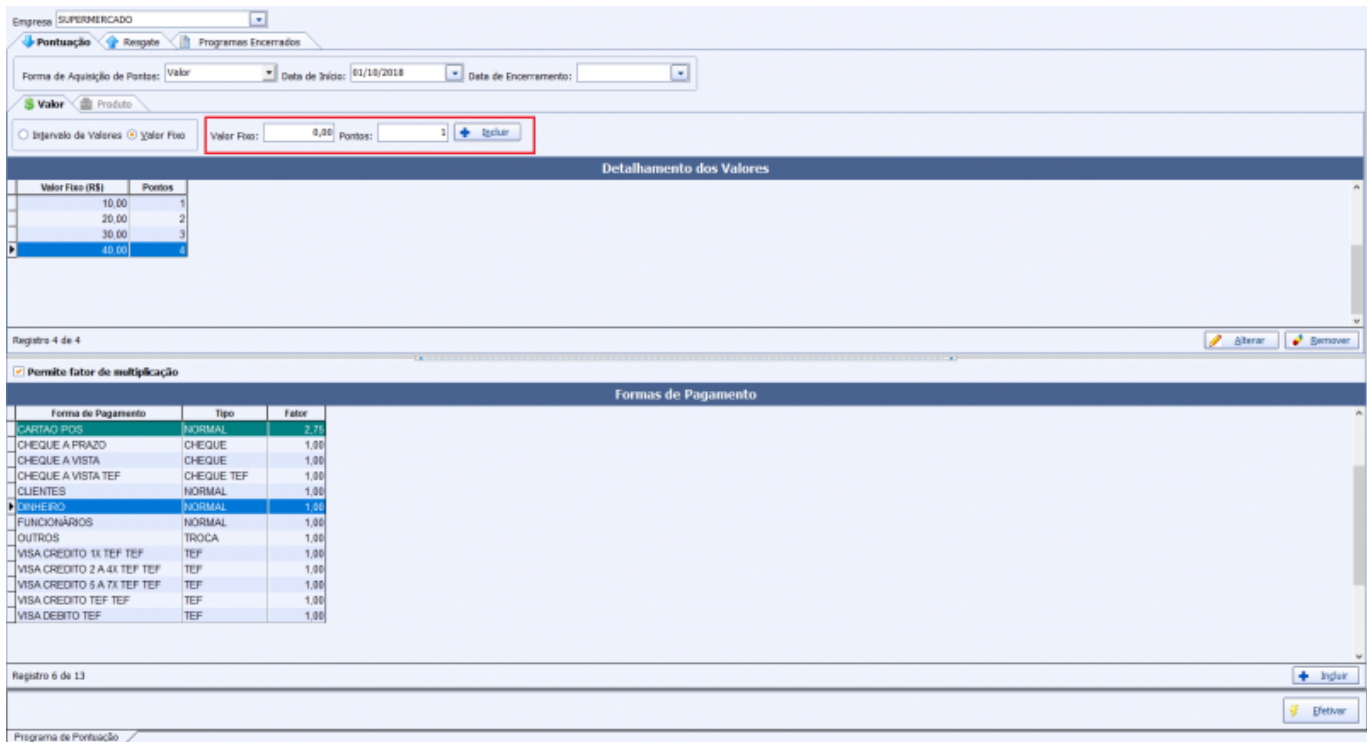 Empresa SUPERMERCADO
Pontuação Resgate Programas Encerrados
Forma de Aquisição de Pontos: Valor Data de Início: 01/10/2018 Data de Encerramento:
Valor Produto
Intervalo de Valores Valor Fixo Valor Fixo: 0,00 Pontos: 1 Incluir
Detalhamento dos Valores
Valor Fixo (R$) Pontos
10,00 1
20,00 2
30,00 3
40,00 4
Registro 4 de 4 Alterar Remover
Permite fator de multiplicação
Formas de Pagamento
Forma de Pagamento Tipo Fator
CARTAO POS NORMAL 2,75
CHEQUE A PRAZO CHEQUE 1,00
CHEQUE A VISTA CHEQUE 1,00
CHEQUE A VISTA TEF CHEQUE TEF 1,00
CLIENTES NORMAL 1,00
DINHEIRO NORMAL 1,00
FUNCIONÁRIOS NORMAL 1,00
OUTROS TROCA 1,00
VISA CREDITO 1X TEF TEF TEF 1,00
VISA CREDITO 2 A 4X TEF TEF TEF 1,00
VISA CREDITO 5 A 7X TEF TEF TEF 1,00
VISA CREDITO TEF TEF TEF 1,00
VISA DEBITO TEF TEF 1,00
Registro 6 de 13 Incluir
Efetivar
Programa de Pontuação